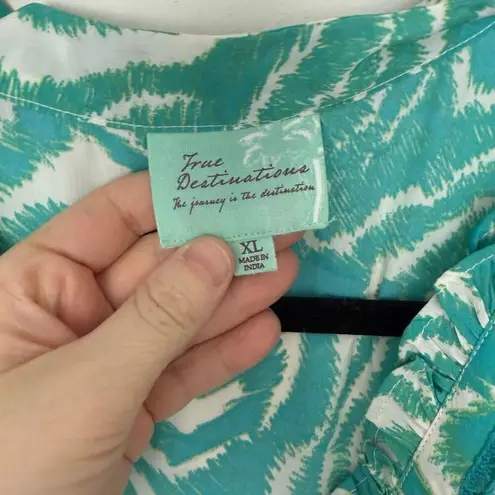 True
Destinations
The journey is the destination
XL
MADE IN
INDIA